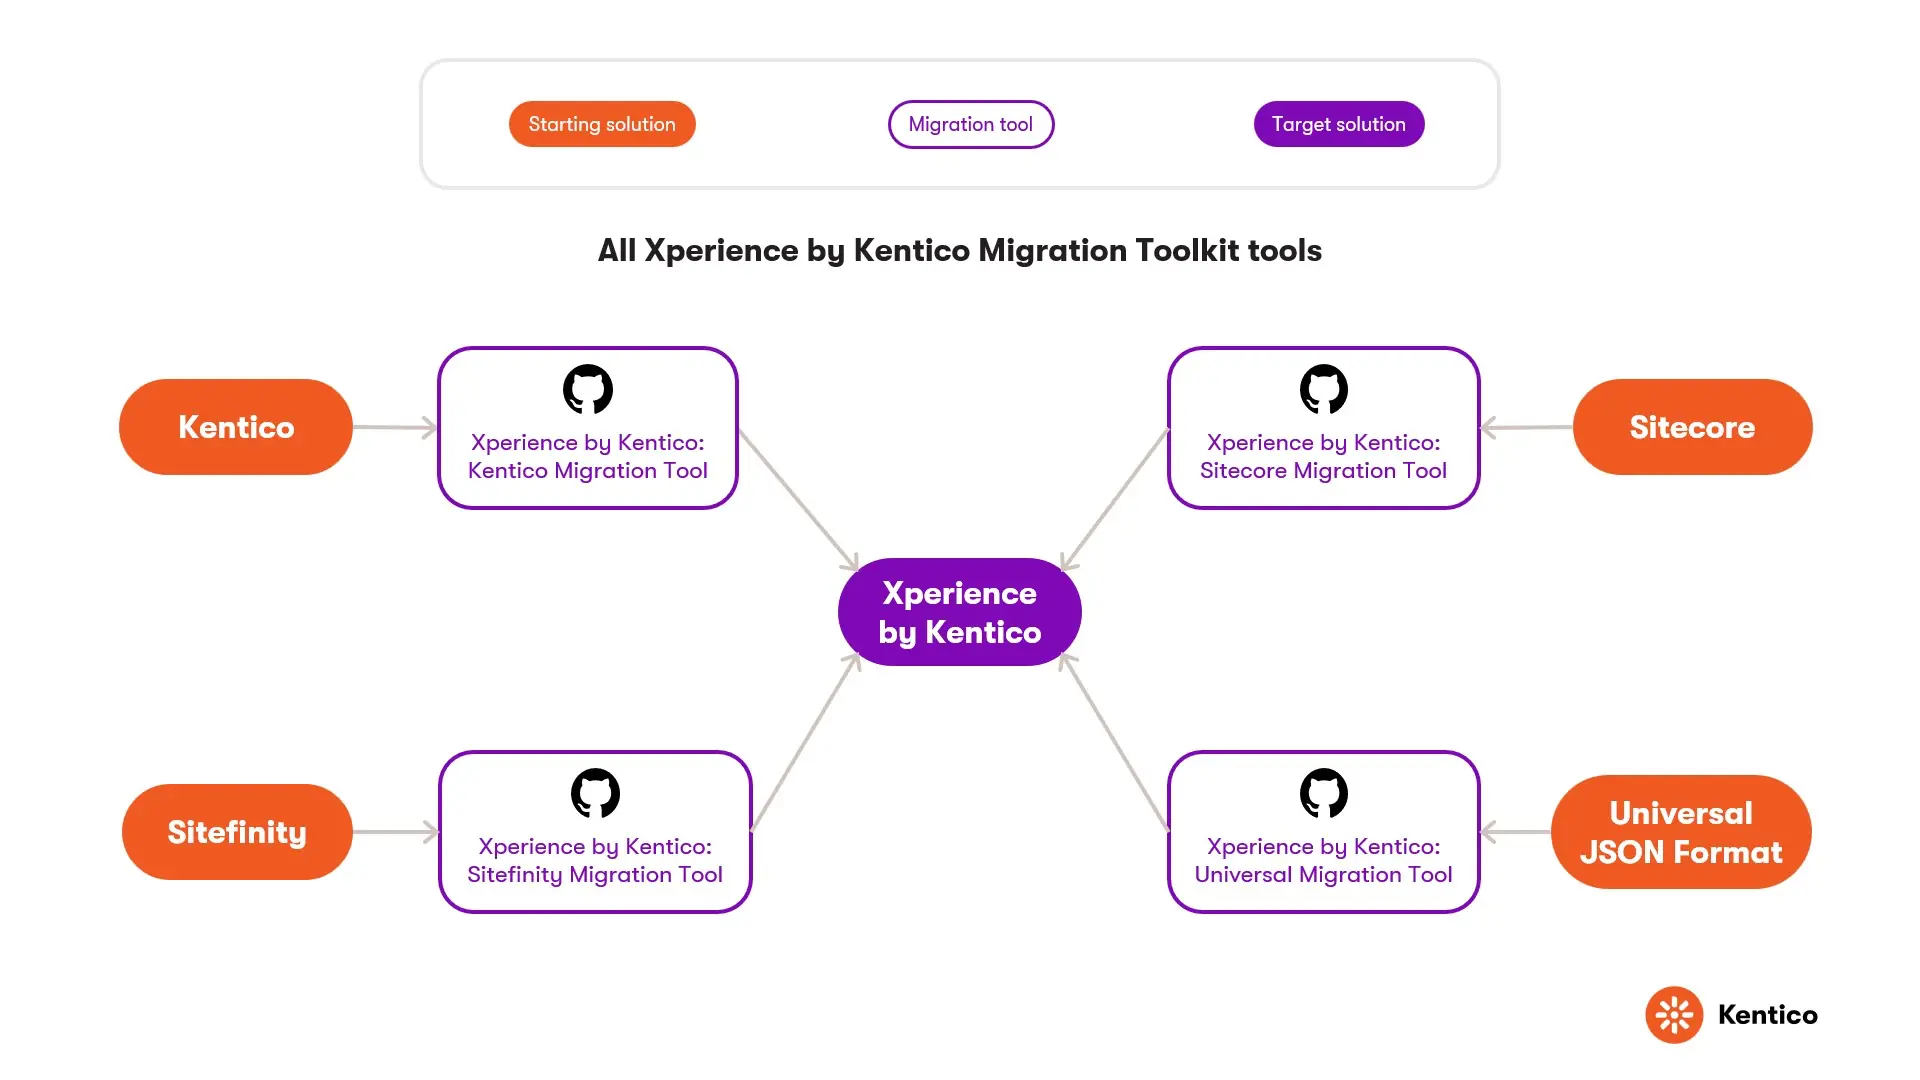 Starting solution
Migration tool
Target solution
All Xperience by Kentico Migration Toolkit tools
Kentico
Xperience by Kentico:
Kentico Migration Tool
Xperience by Kentico:
Sitecore Migration Tool
Sitecore
Xperience
by Kentico
Sitefinity
Xperience by Kentico:
Sitefinity Migration Tool
Xperience by Kentico:
Universal Migration Tool
Universal
JSON Format
Kentico